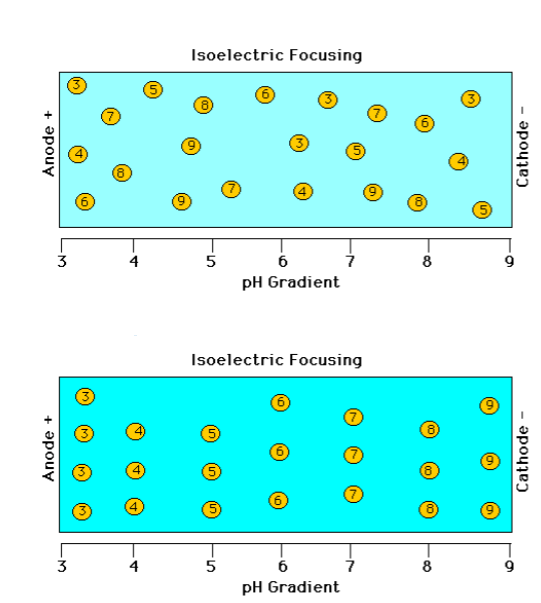 Isoelectric Focusing
3 5 8 6 3 7 6 3
7
4 9 3 5 4
8
6 9 7 4 9 8 5
Anode +
Cathode -
3 4 5 6 7 8 9
pH Gradient
Isoelectric Focusing
3 6 7 9
3 4 5 8
3 4 5 6 7 8 9
3 4 5 6 7 8 9
Anode +
Cathode -
3 4 5 6 7 8 9
pH Gradient